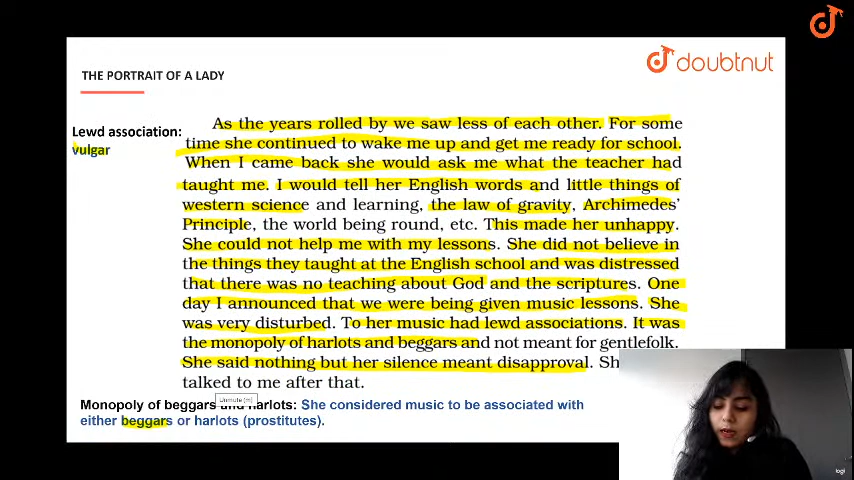 doubtnut
THE PORTRAIT OF A LADY
Lewd association:
vulgar
As the years rolled by we saw less of each other. For some
time she continued to wake me up and get me ready for school.
When I came back she would ask me what the teacher had
taught me. I would tell her English words and little things of
western science and learning, the law of gravity, Archimedes'
Principle, the world being round, etc. This made her unhappy.
She could not help me with my lessons. She did not believe in
the things they taught at the English school and was distressed
that there was no teaching about God and the scriptures. One
day I announced that we were being given music lessons. She
was very disturbed. To her music had lewd associations. It was
the monopoly of harlots and beggars and not meant for gentlefolk.
She said nothing but her silence meant disapproval. Sh
talked to me after that.
Unmute (m)
Monopoly of beggars and harlots: She considered music to be associated with
either beggars or harlots (prostitutes).
logi